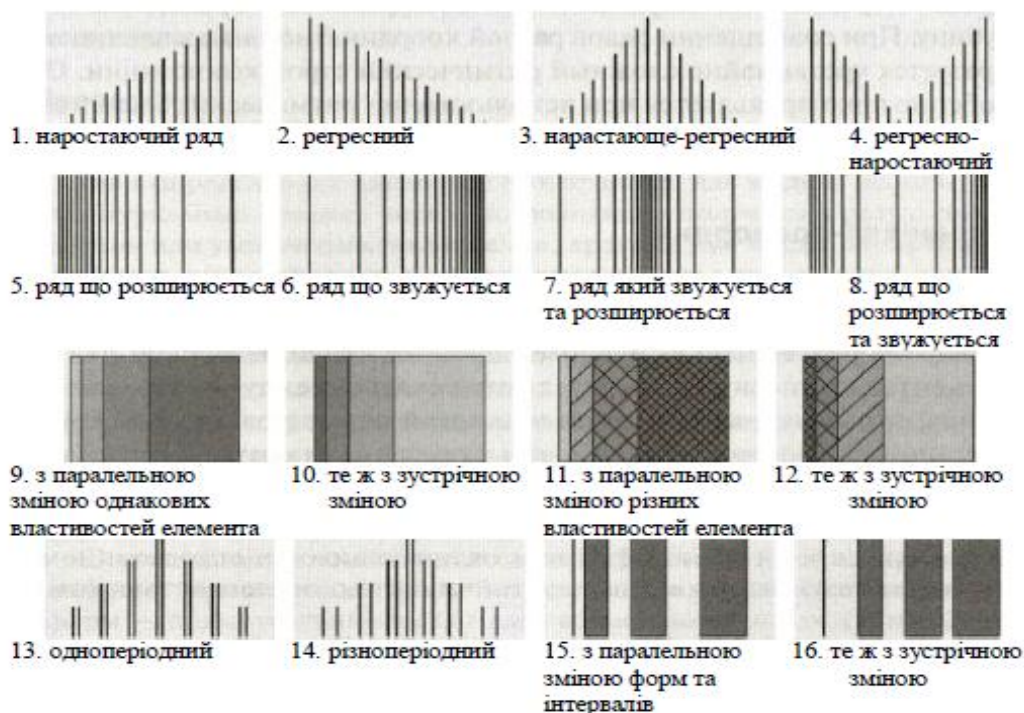 1. наростаючий ряд
2. регресний
3. нарастающе-регресний
4. регресно-
наростаючий
5. ряд що розширюється
6. ряд що звужується
7. ряд який звужується
та розширюється
8. ряд що
розширюється
та звужується
9. з паралельною
зміною однакових
властивостей елемента
10. те ж з зустрічною
зміною
11. з паралельною
зміною різних
властивостей елемента
12. те ж з зустрічною
зміною
13. одноперіодний
14. різноперіодний
15. з паралельною
зміною форм та
інтервалів
16. те ж з зустрічною
зміною